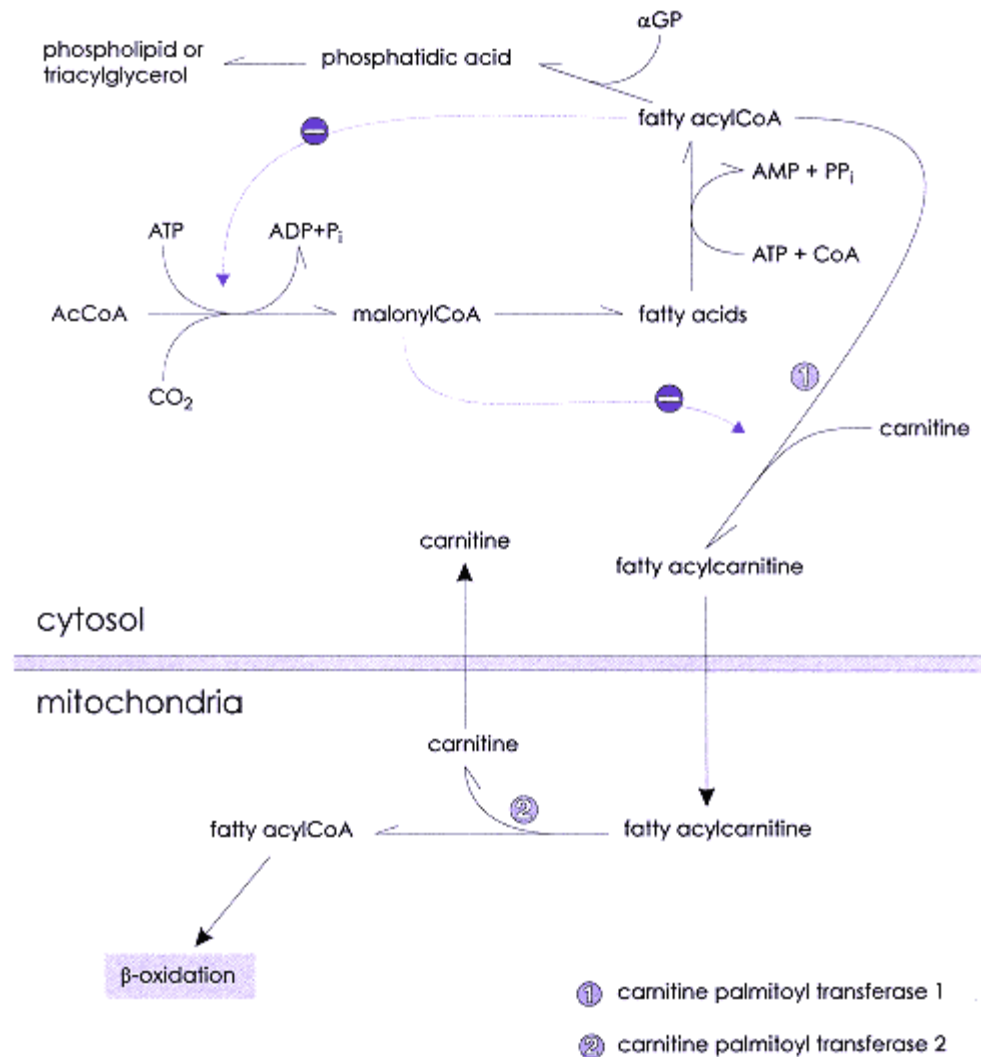 αGP
phospholipid or
triacylglycerol
phosphatidic acid
fatty acylCoA
AMP + PPi
ATP
ADP+Pi
ATP + CoA
AcCoA
malonylCoA
fatty acids
CO2
1
carnitine
carnitine
fatty acylcarnitine
cytosol
mitochondria
carnitine
2
fatty acylCoA
fatty acylcarnitine
β-oxidation
1 carnitine palmitoyl transferase 1
2 carnitine palmitoyl transferase 2